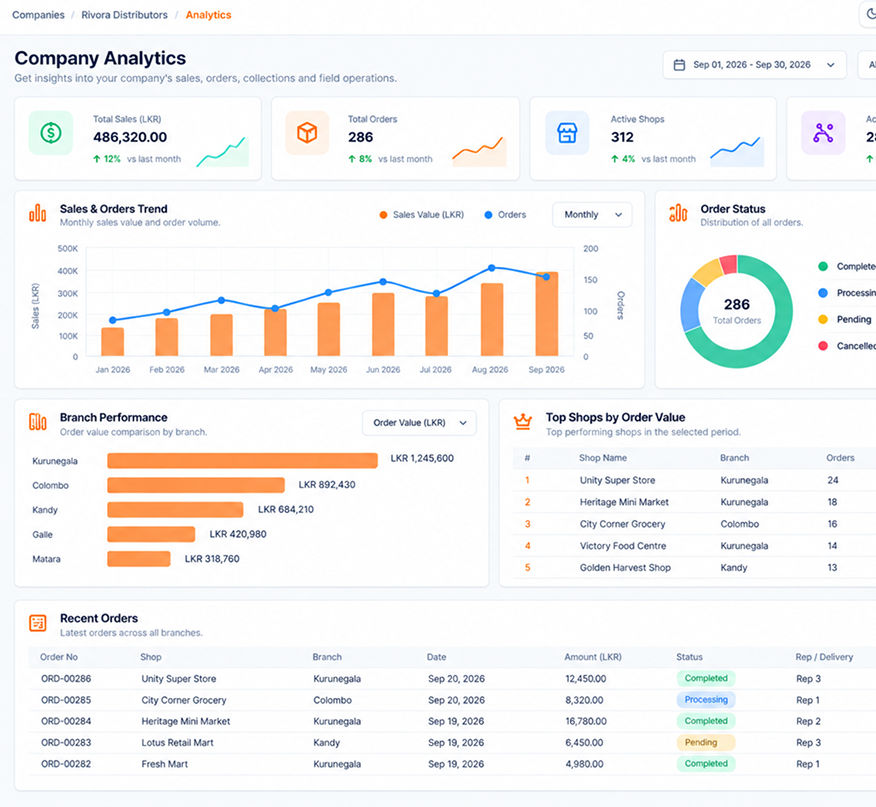 Companies / Rivora Distributors / Analytics
Company Analytics
Get insights into your company's sales, orders, collections and field operations.
Sep 01, 2026 - Sep 30, 2026
Total Sales (LKR)
486,320.00
↑ 12% vs last month
Total Orders
286
↑ 8% vs last month
Active Shops
312
↑ 4% vs last month
Sales & Orders Trend
Monthly sales value and order volume.
Sales Value (LKR) Orders
Monthly
Sales (LKR)
500K
400K
300K
200K
100K
0
200
150
100
50
0
Orders
Jan 2026 Feb 2026 Mar 2026 Apr 2026 May 2026 Jun 2026 Jul 2026 Aug 2026 Sep 2026
Order Status
Distribution of all orders.
286
Total Orders
Complete
Processin
Pending
Cancelled
Branch Performance
Order value comparison by branch.
Order Value (LKR)
Kurunegala LKR 1,245,600
Colombo LKR 892,430
Kandy LKR 684,210
Galle LKR 420,980
Matara LKR 318,760
Top Shops by Order Value
Top performing shops in the selected period.
# Shop Name Branch Orders
1 Unity Super Store Kurunegala 24
2 Heritage Mini Market Kurunegala 18
3 City Corner Grocery Colombo 16
4 Victory Food Centre Kurunegala 14
5 Golden Harvest Shop Kandy 13
Recent Orders
Latest orders across all branches.
Order No Shop Branch Date Amount (LKR) Status Rep / Delivery
ORD-00286 Unity Super Store Kurunegala Sep 20, 2026 12,450.00 Completed Rep 3
ORD-00285 City Corner Grocery Colombo Sep 20, 2026 8,320.00 Processing Rep 1
ORD-00284 Heritage Mini Market Kurunegala Sep 19, 2026 16,780.00 Completed Rep 2
ORD-00283 Lotus Retail Mart Kandy Sep 19, 2026 6,450.00 Pending Rep 3
ORD-00282 Fresh Mart Kurunegala Sep 19, 2026 4,980.00 Completed Rep 1